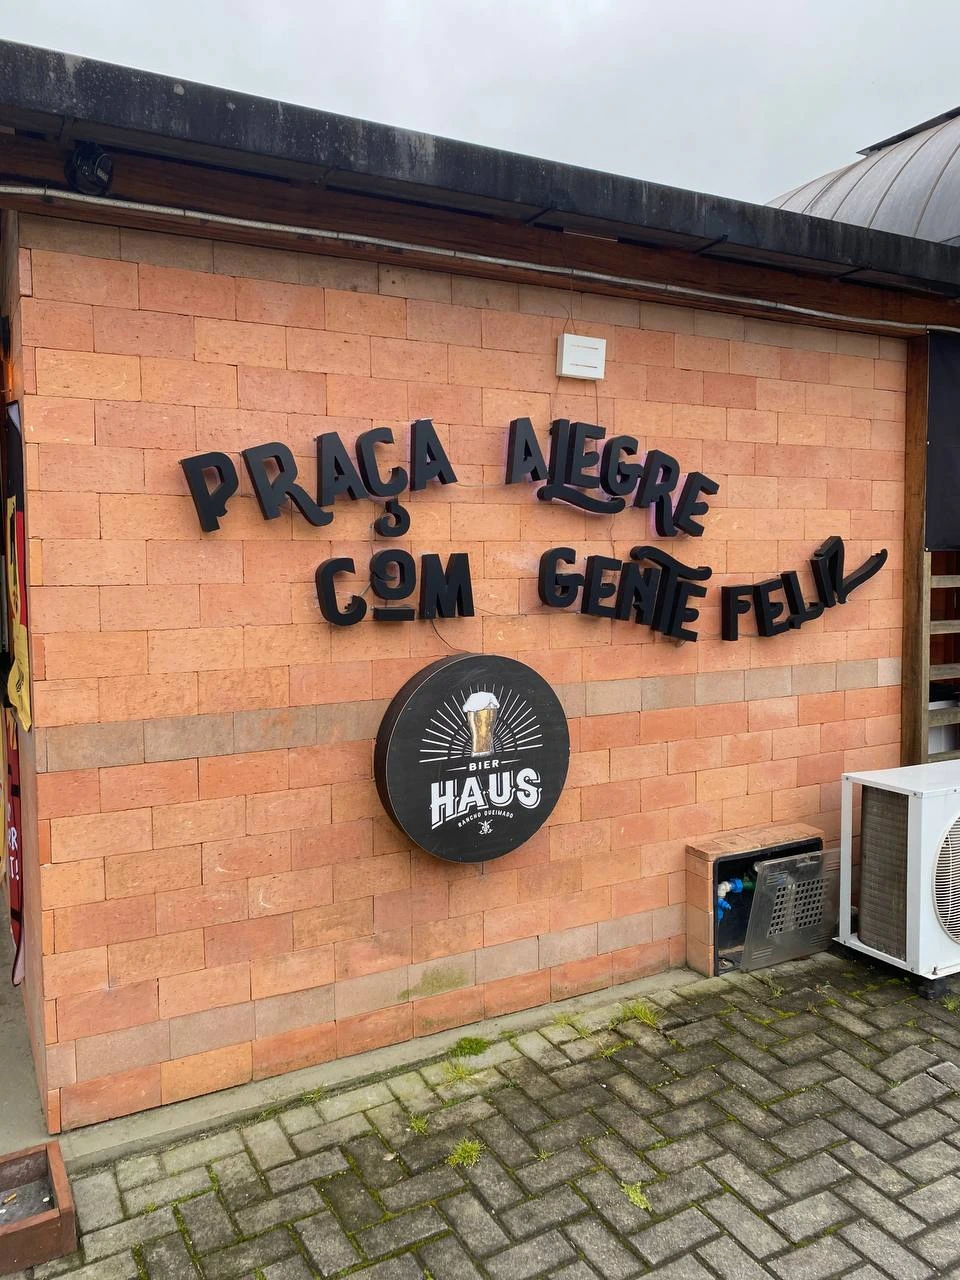 PRAÇA ALEGRE
COM GENTE FELIZ
BIER
HAUS
RANCHO QUEIMADO